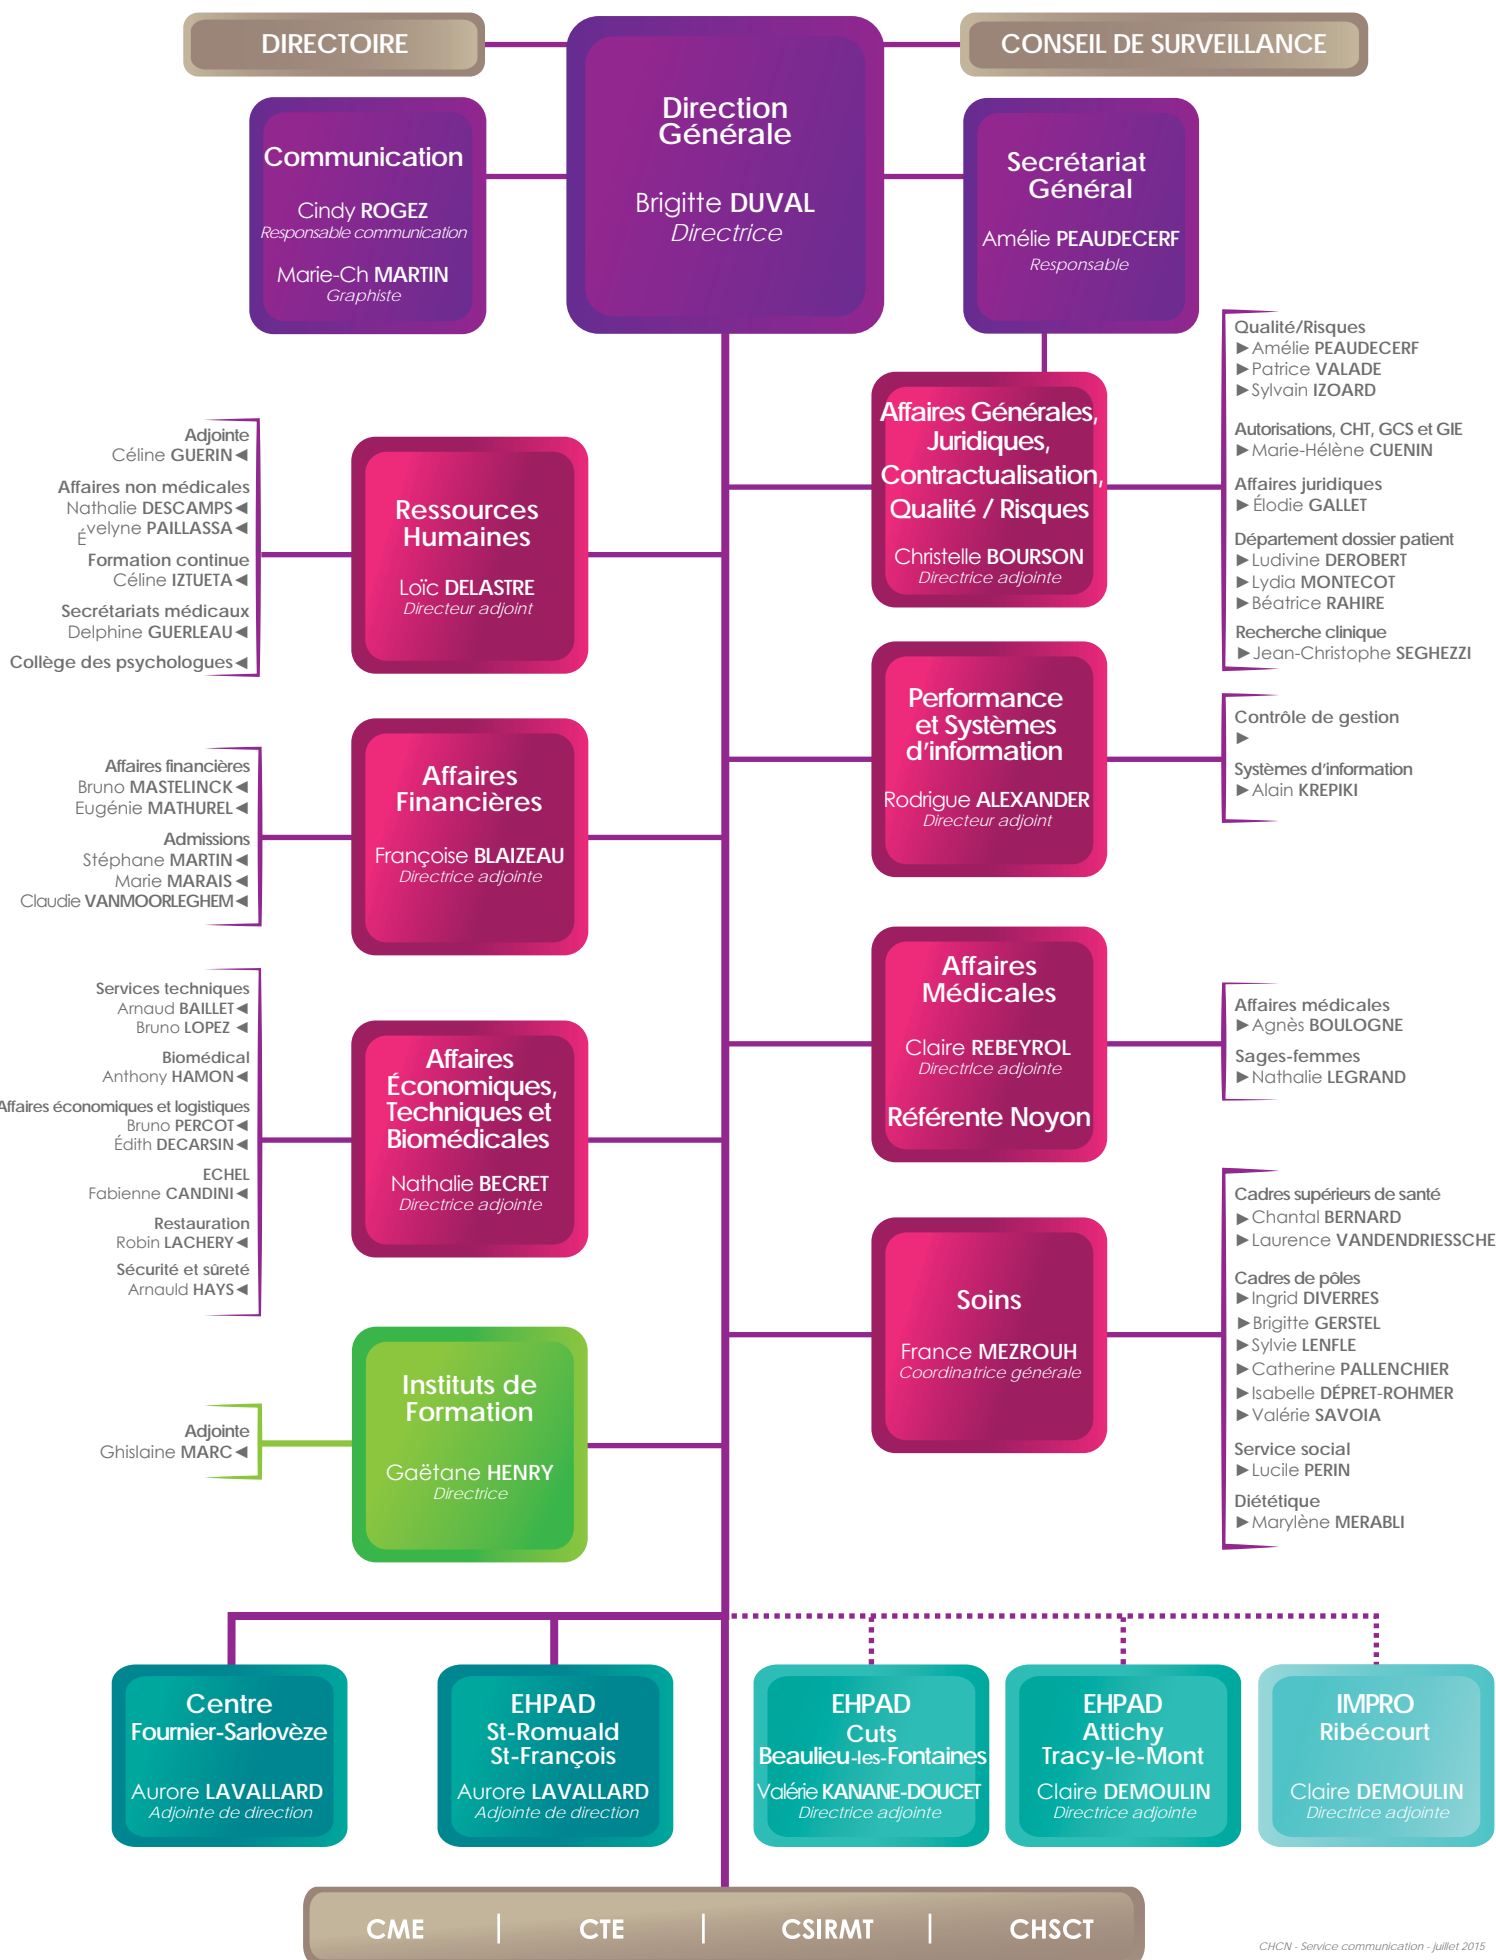 DIRECTOIRE
CONSEIL DE SURVEILLANCE
Direction
Générale
Brigitte DUVAL
Directrice
Communication
Cindy ROGEZ
Responsable communication
Marie-Ch MARTIN
Graphiste
Secrétariat
Général
Amélie PEAUDECERF
Responsable
Adjointe
Céline GUERIN◄
Affaires non médicales
Nathalie DESCAMPS◄
Évelyne PAILLASSA◄
Formation continue
Céline IZTUETA◄
Secrétariats médicaux
Delphine GUERLEAU◄
Collège des psychologues◄
Ressources
Humaines
Loïc DELASTRE
Directeur adjoint
Affaires Générales,
Juridiques,
Contractualisation,
Qualité / Risques
Christelle BOURSON
Directrice adjointe
Qualité/Risques
►Amélie PEAUDECERF
►Patrice VALADE
►Sylvain IZOARD
Autorisations, CHT, GCS et GIE
►Marie-Hélène CUENIN
Affaires juridiques
►Élodie GALLET
Département dossier patient
►Ludivine DEROBERT
►Lydia MONTECOT
►Béatrice RAHIRE
Recherche clinique
►Jean-Christophe SEGHEZZI
Affaires financières
Bruno MASTELINCK◄
Eugénie MATHUREL◄
Admissions
Stéphane MARTIN◄
Marie MARAIS◄
Claudie VANMOORLEGHEM◄
Affaires
Financières
Françoise BLAIZEAU
Directrice adjointe
Performance
et Systèmes
d'information
Rodrigue ALEXANDER
Directeur adjoint
Contrôle de gestion
►
Systèmes d'information
►Alain KREPIKI
Services techniques
Arnaud BAILLET◄
Bruno LOPEZ ◄
Biomédical
Anthony HAMON◄
Affaires économiques et logistiques
Bruno PERCOT◄
Édith DECARSIN◄
ECHEL
Fabienne CANDINI◄
Restauration
Robin LACHERY◄
Sécurité et sûreté
Arnauld HAYS◄
Affaires
Économiques,
Techniques et
Biomédicales
Nathalie BECRET
Directrice adjointe
Affaires
Médicales
Claire REBEYROL
Directrice adjointe
Référente Noyon
Affaires médicales
►Agnès BOULOGNE
Sages-femmes
►Nathalie LEGRAND
Soins
France MEZROUH
Coordinatrice générale
Cadres supérieurs de santé
►Chantal BERNARD
►Laurence VANDENDRIESSCHE
Cadres de pôles
►Ingrid DIVERRES
►Brigitte GERSTEL
►Sylvie LENFLE
►Catherine PALLENCHIER
►Isabelle DÉPRET-ROHMER
►Valérie SAVOIA
Service social
►Lucile PERIN
Diététique
►Marylène MERABLI
Adjointe
Ghislaine MARC◄
Instituts de
Formation
Gaëtane HENRY
Directrice
Centre
Fournier-Sarlovèze
Aurore LAVALLARD
Adjointe de direction
EHPAD
St-Romuald
St-François
Aurore LAVALLARD
Adjointe de direction
EHPAD
Cuts
Beaulieu-les-Fontaines
Valérie KANANE-DOUCET
Directrice adjointe
EHPAD
Attichy
Tracy-le-Mont
Claire DEMOULIN
Directrice adjointe
IMPRO
Ribécourt
Claire DEMOULIN
Directrice adjointe
CME | CTE | CSIRMT | CHSCT
CHCN - Service communication - juillet 2015